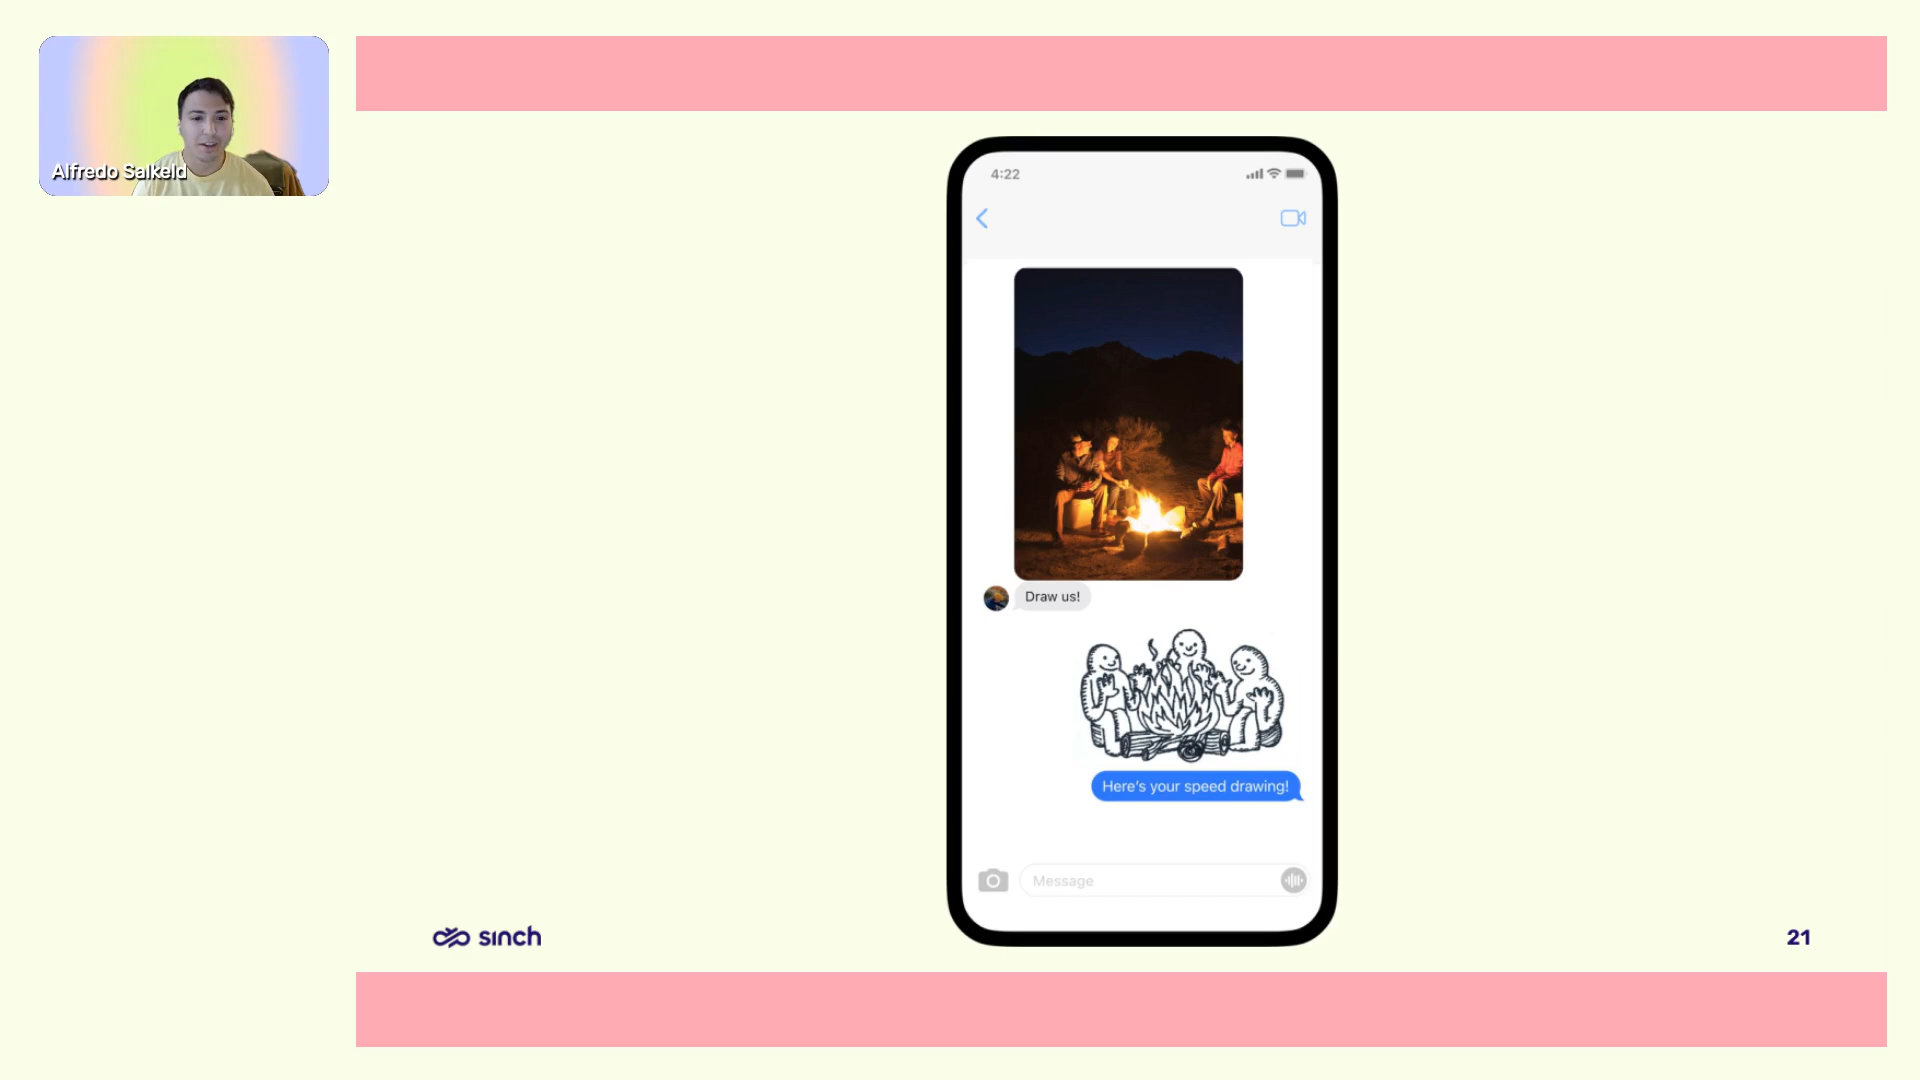 Alfredo Salkeld
4:22
Draw us!
Here's your speed drawing!
Message
sinch
21